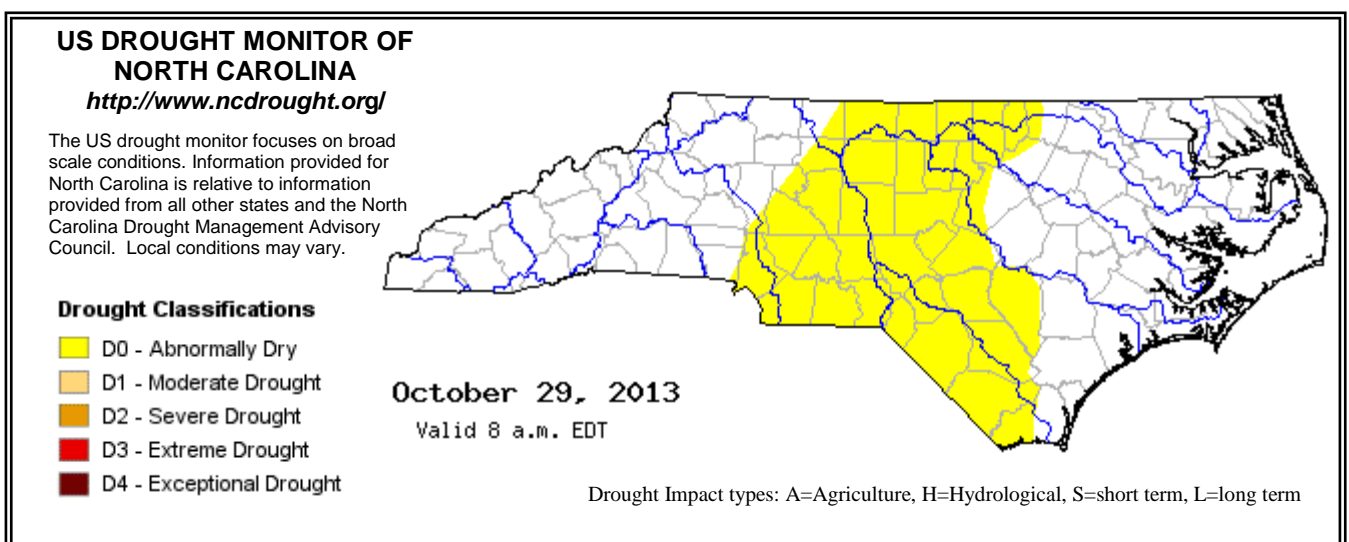 US DROUGHT MONITOR OF
NORTH CAROLINA
http://www.ncdrought.org/
The US drought monitor focuses on broad
scale conditions. Information provided for
North Carolina is relative to information
provided from all other states and the North
Carolina Drought Management Advisory
Council.  Local conditions may vary.
Drought Classifications
D0 - Abnormally Dry
D1 - Moderate Drought
D2 - Severe Drought
D3 - Extreme Drought
D4 - Exceptional Drought
October 29, 2013
Valid 8 a.m. EDT
Drought Impact types: A=Agriculture, H=Hydrological, S=short term, L=long term